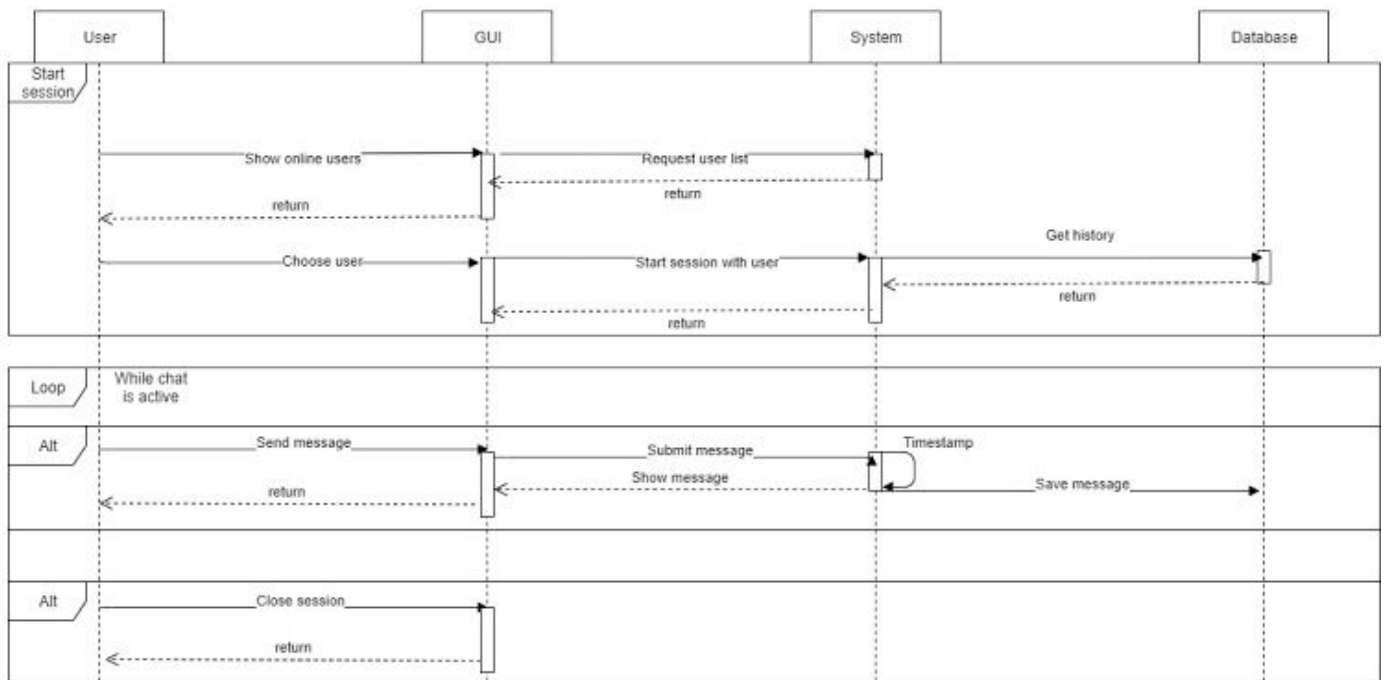 User
GUI
System
Database
Start
session
Show online users
Request user list
return
return
Get history
Choose user
Start session with user
return
return
Loop
While chat
is active
Alt
Send message
Submit message
Timestamp
Show message
return
Save message
Alt
Close session
return